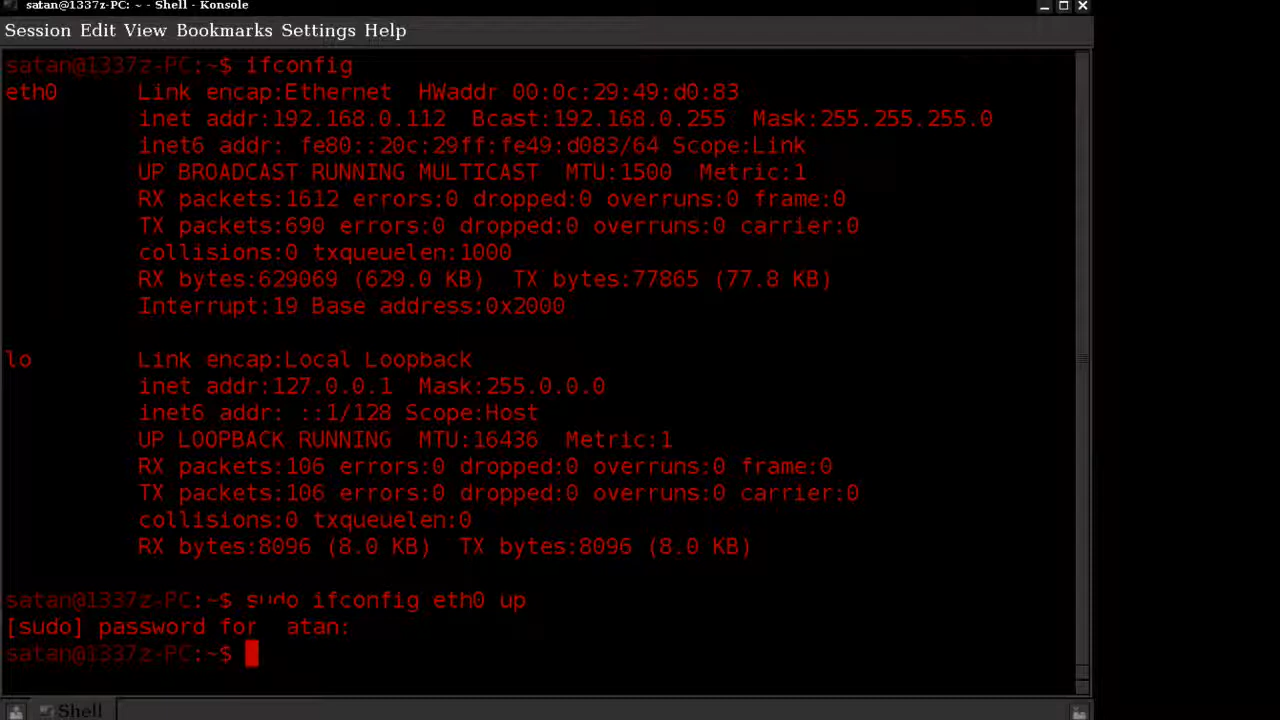 satan@1337z-PC: ~ - Shell - Konsole
Session Edit View Bookmarks Settings Help
satan@1337z-PC:~$ ifconfig
eth0 Link encap:Ethernet HWaddr 00:0c:29:49:d0:83
inet addr:192.168.0.112 Bcast:192.168.0.255 Mask:255.255.255.0
inet6 addr: fe80::20c:29ff:fe49:d083/64 Scope:Link
UP BROADCAST RUNNING MULTICAST MTU:1500 Metric:1
RX packets:1612 errors:0 dropped:0 overruns:0 frame:0
TX packets:690 errors:0 dropped:0 overruns:0 carrier:0
collisions:0 txqueuelen:1000
RX bytes:629069 (629.0 KB) TX bytes:77865 (77.8 KB)
Interrupt:19 Base address:0x2000
lo Link encap:Local Loopback
inet addr:127.0.0.1 Mask:255.0.0.0
inet6 addr: ::1/128 Scope:Host
UP LOOPBACK RUNNING MTU:16436 Metric:1
RX packets:106 errors:0 dropped:0 overruns:0 frame:0
TX packets:106 errors:0 dropped:0 overruns:0 carrier:0
collisions:0 txqueuelen:0
RX bytes:8096 (8.0 KB) TX bytes:8096 (8.0 KB)
satan@1337z-PC:~$ sudo ifconfig eth0 up
[sudo] password for atan:
satan@1337z-PC:~$
Shell